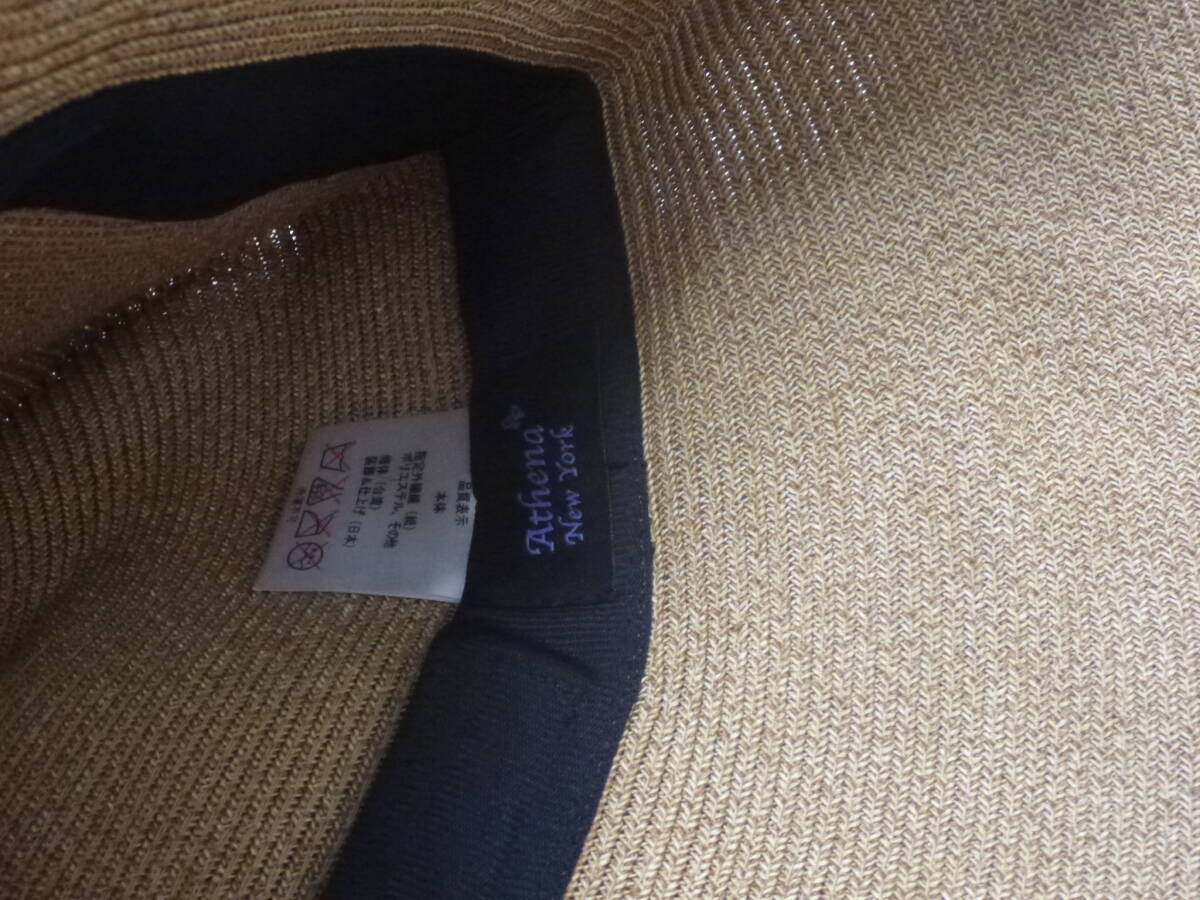 Athena
New York
品質表示
本体
指定外繊維(紙)
ポリエステル、その他
帽体(台湾)
装飾&仕上げ(日本)